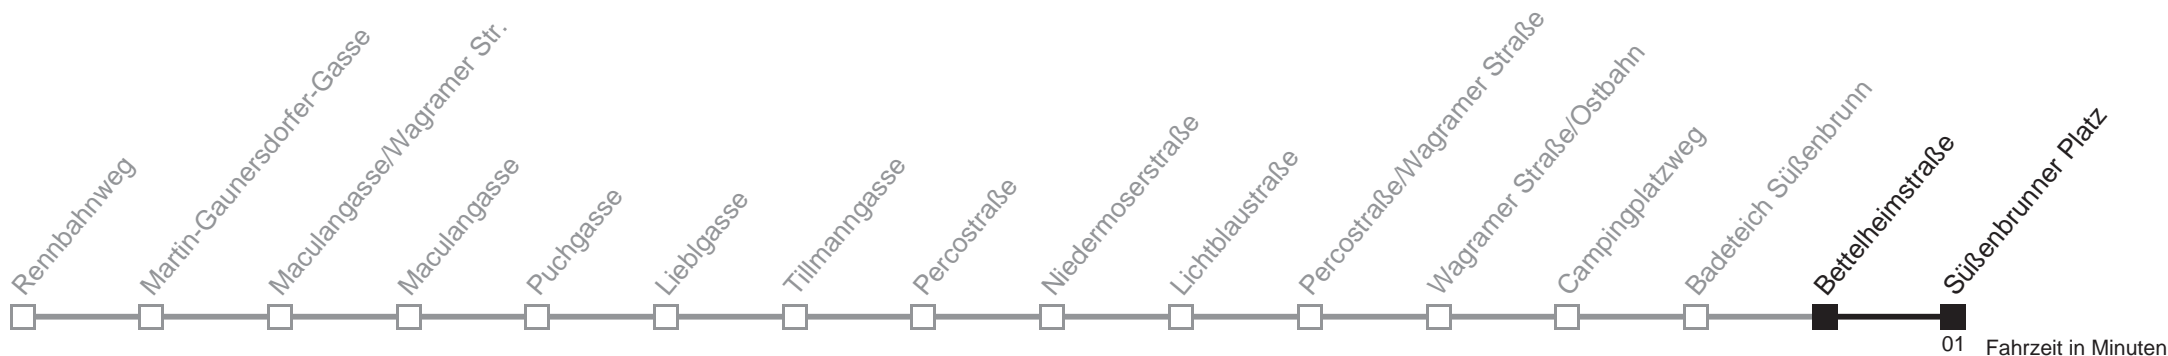 Rennbahnweg
Martin-Gaunersdorfer-Gasse
Maculangasse/Wagramer Str.
Maculangasse
Puchgasse
Lieblgasse
Tillmanngasse
Percostraße
Niedermoserstraße
Lichtblaustraße
Percostraße/Wagramer Straße
Wagramer Straße/Ostbahn
Campingplatzweg
Badeteich Süßenbrunn
Bettelheimstraße
Süßenbrunner Platz
01
Fahrzeit in Minuten